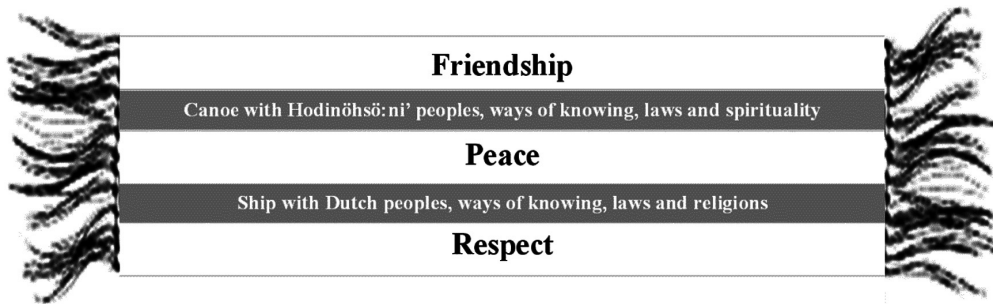 Friendship
Canoe with Hodinöhsö:ni’ peoples, ways of knowing, laws and spirituality
Peace
Ship with Dutch peoples, ways of knowing, laws and religions
Respect